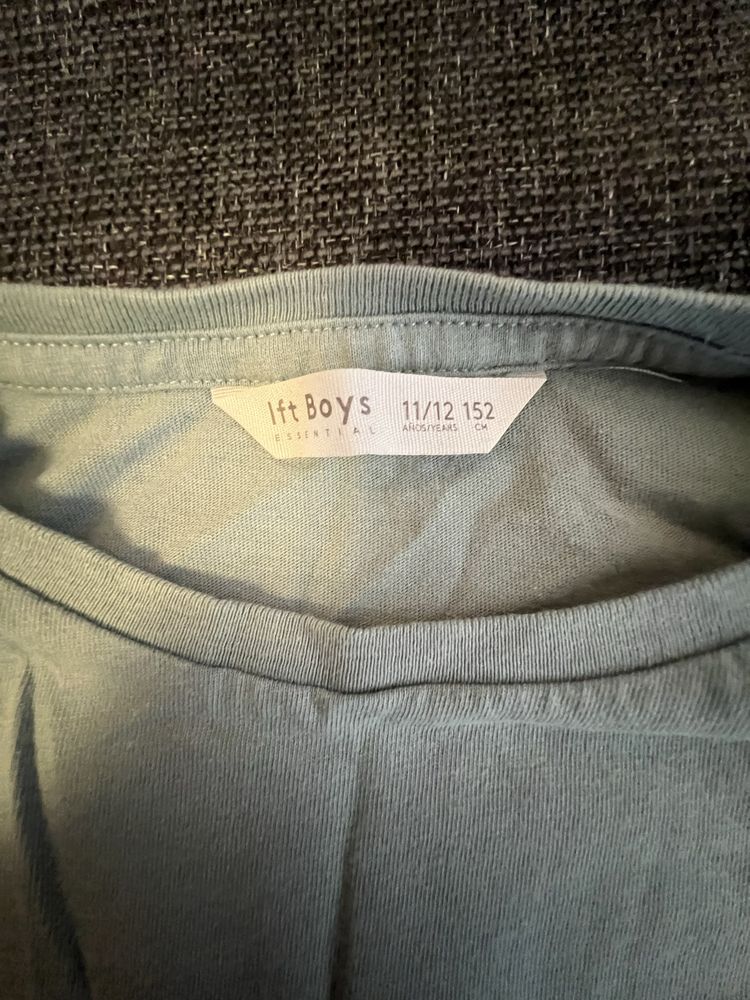 lft Boys
ESSENTIAL
11/12 152
AÑOS/YEARS CM